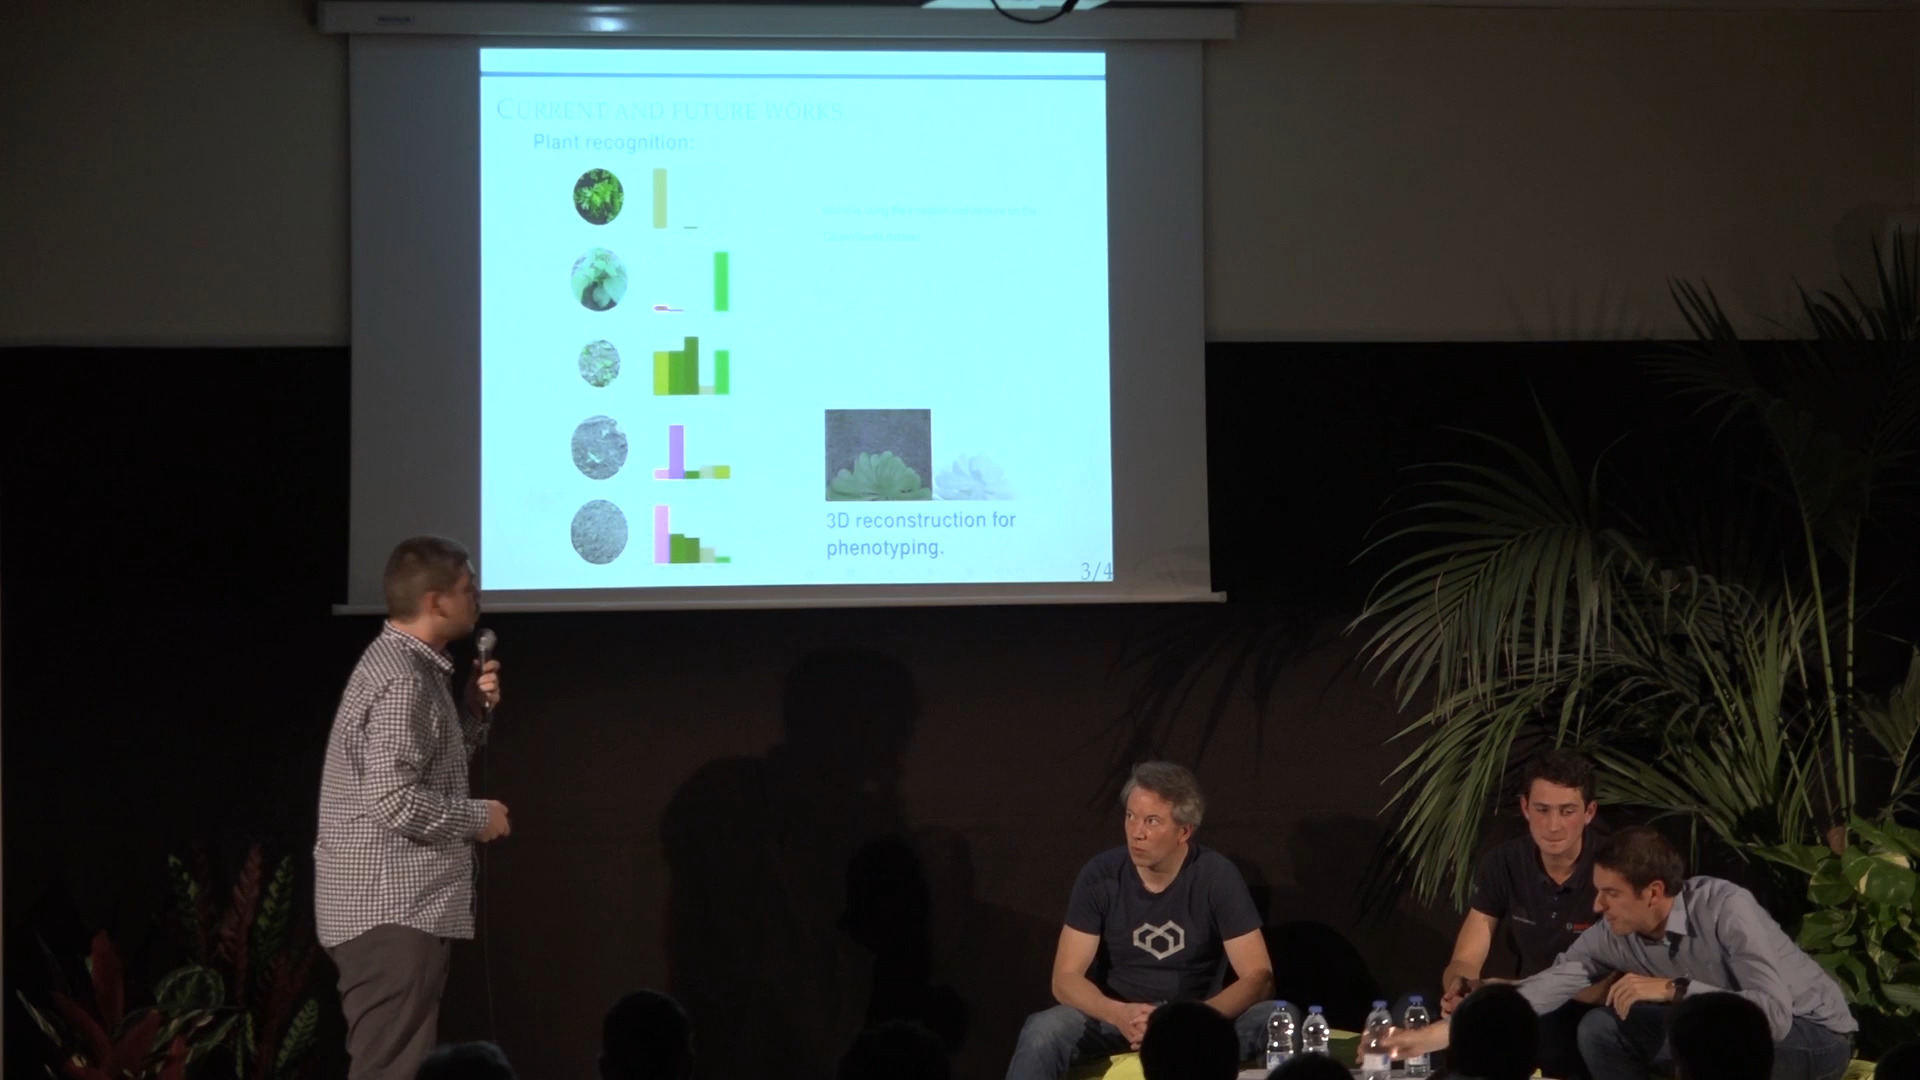 CURRENT AND FUTURE WORKS
Plant recognition:
3D reconstruction for
phenotyping.
3/4